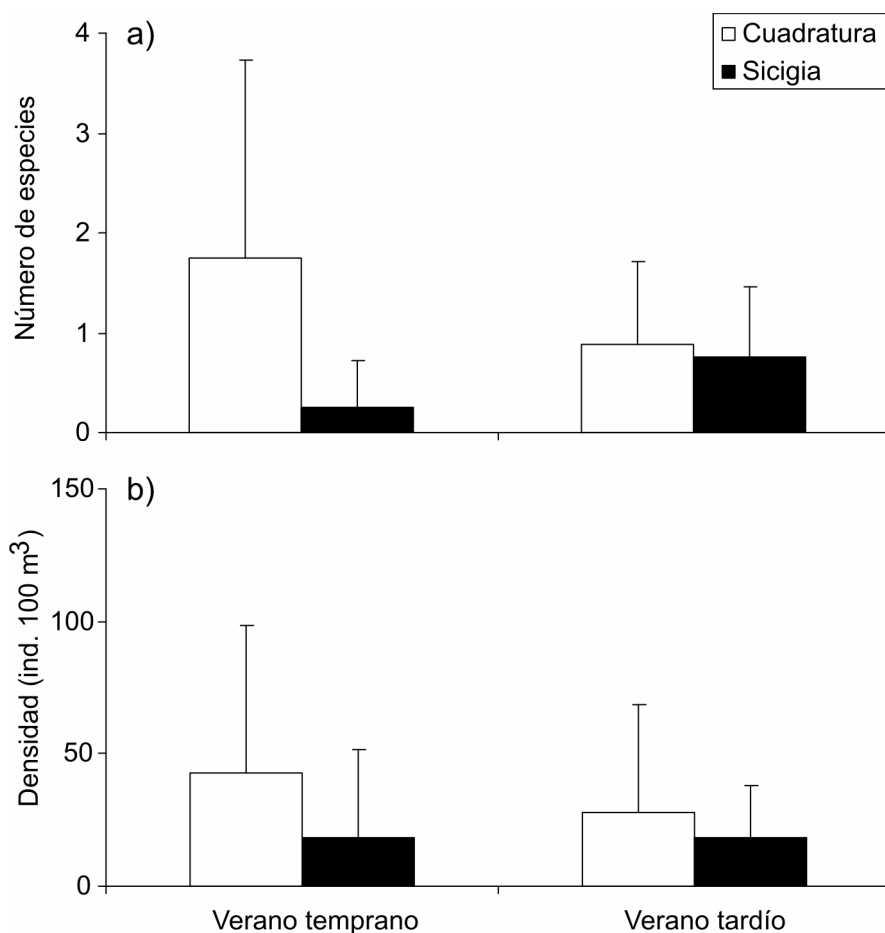 a)
Cuadratura
Sicigia
Número de especies
4
3
2
1
0
b)
Densidad (ind. 100 m³)
150
100
50
0
Verano temprano
Verano tardío